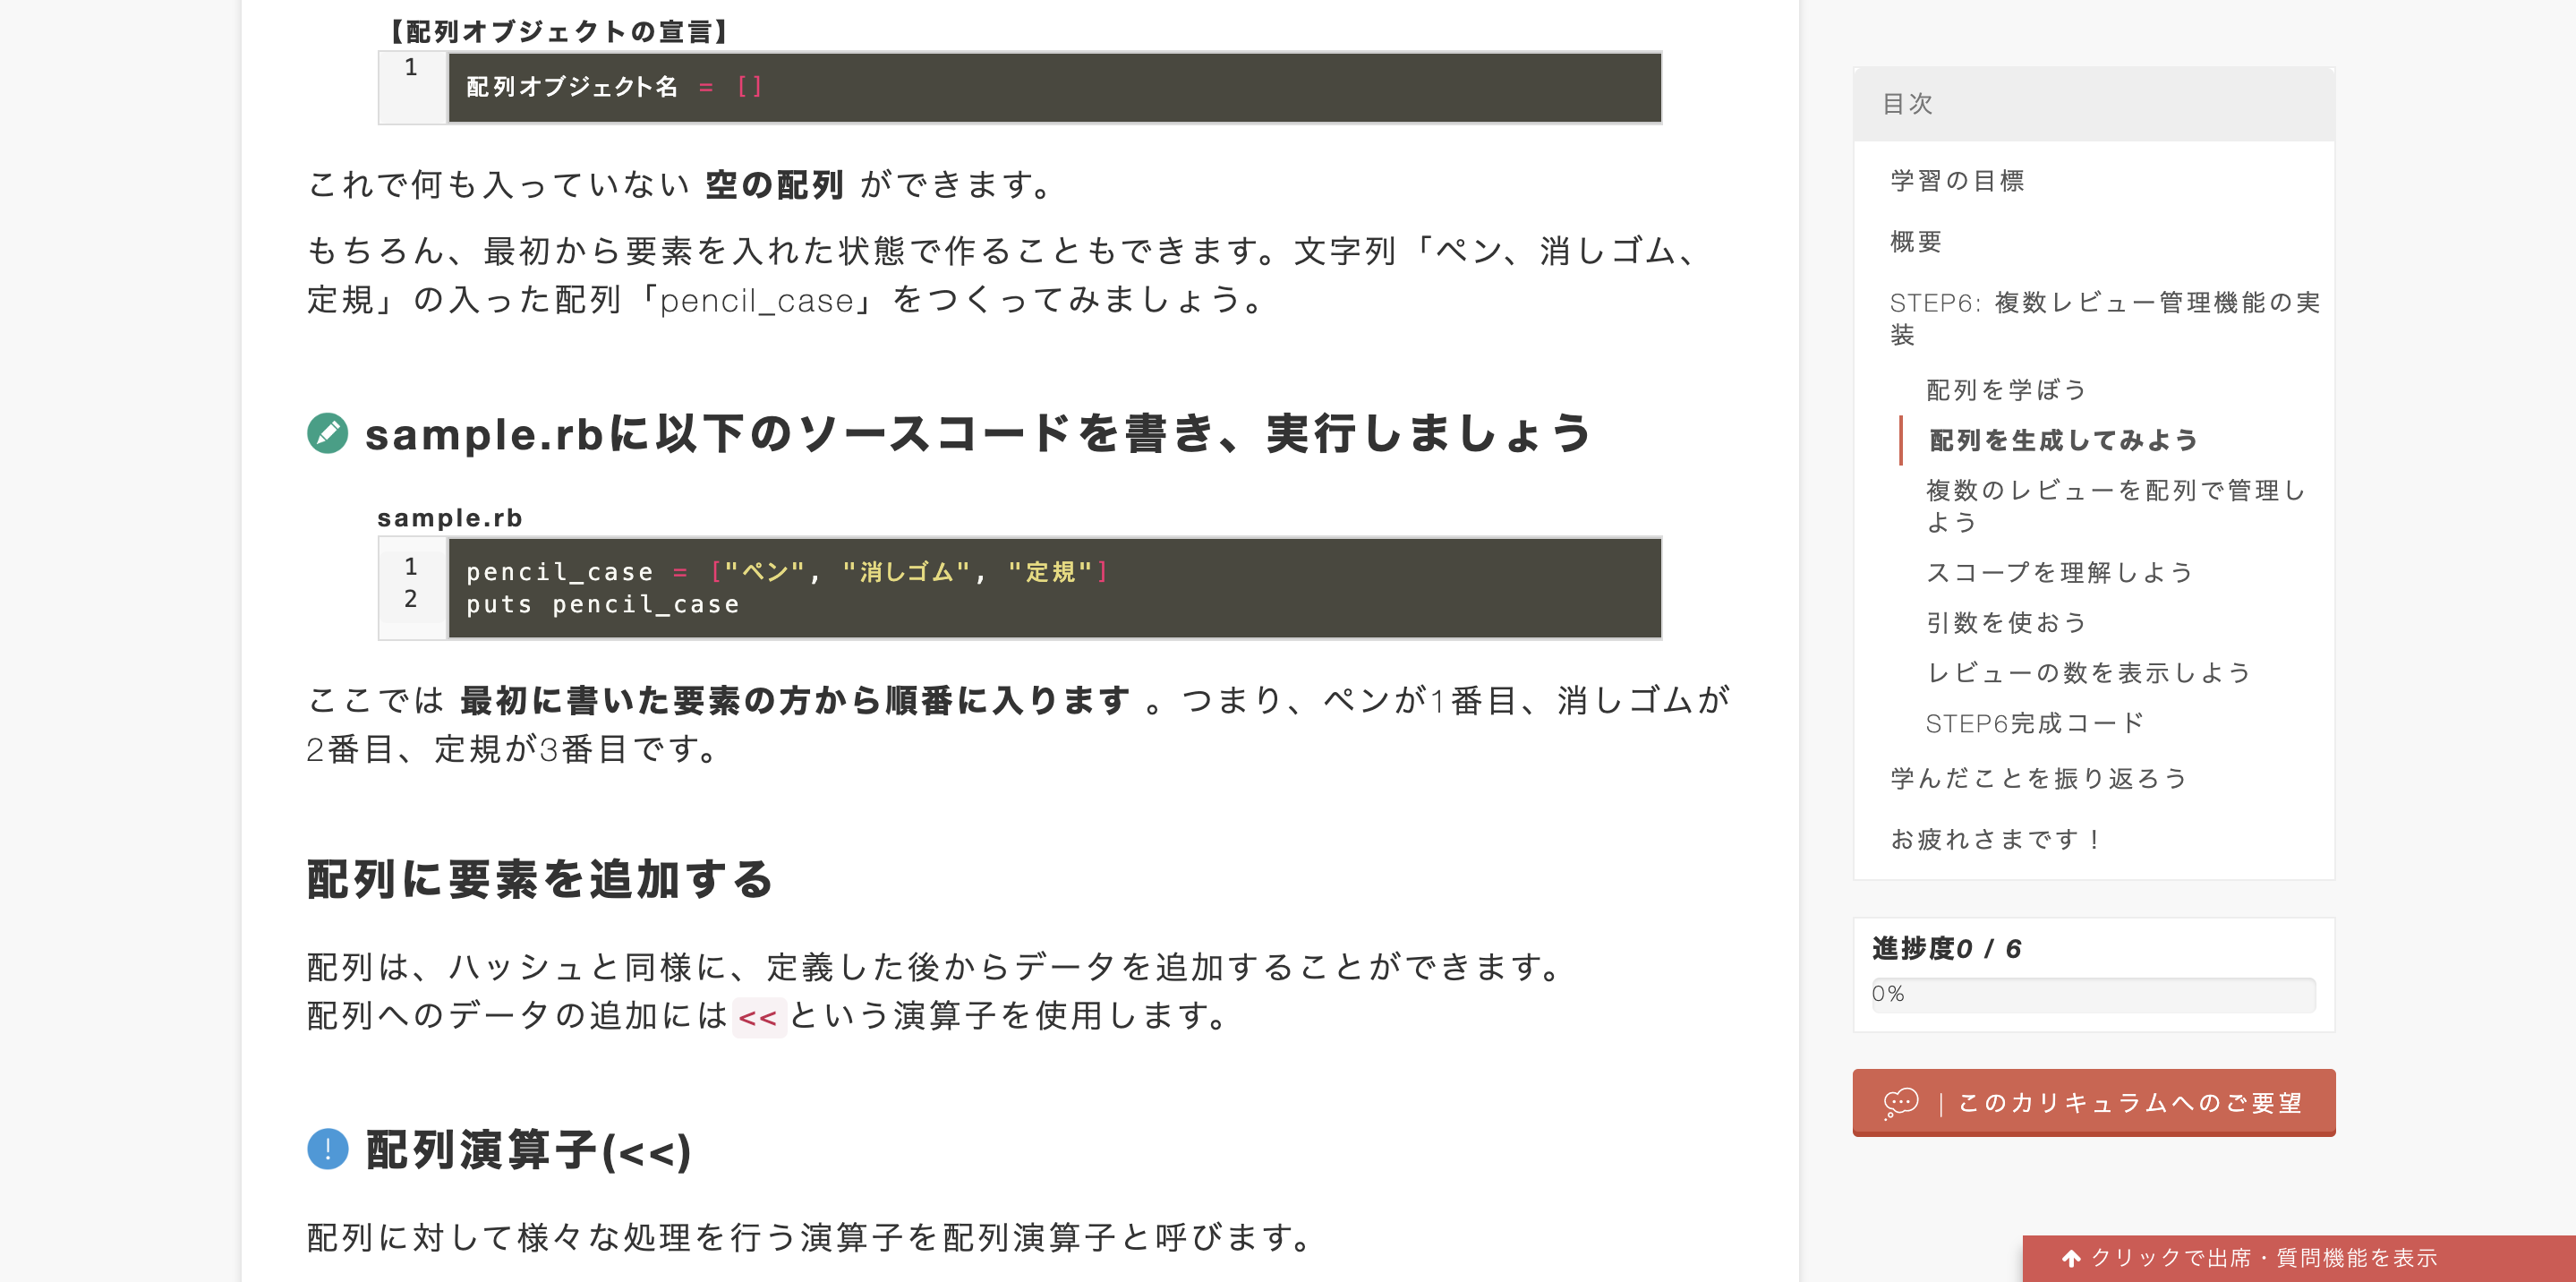 【配列オブジェクトの宣言】
1
配列オブジェクト名 = []
これで何も入っていない 空の配列 ができます。
もちろん、最初から要素を入れた状態で作ることもできます。文字列「ペン、消しゴム、
定規」の入った配列「pencil_case」をつくってみましょう。
sample.rbに以下のソースコードを書き、実行しましょう
sample.rb
1
pencil_case = ["ペン", "消しゴム", "定規"]
2
puts pencil_case
ここでは 最初に書いた要素の方から順番に入ります 。つまり、ペンが1番目、消しゴムが
2番目、定規が3番目です。
配列に要素を追加する
配列は、ハッシュと同様に、定義した後からデータを追加することができます。
配列へのデータの追加には<<という演算子を使用します。
配列演算子(<<)
配列に対して様々な処理を行う演算子を配列演算子と呼びます。
目次
学習の目標
概要
STEP6: 複数レビュー管理機能の実
装
配列を学ぼう
配列を生成してみよう
複数のレビューを配列で管理し
よう
スコープを理解しよう
引数を使おう
レビューの数を表示しよう
STEP6完成コード
学んだことを振り返ろう
お疲れさまです！
進捗度0 / 6
0%
| このカリキュラムへのご要望
クリックで出席・質問機能を表示